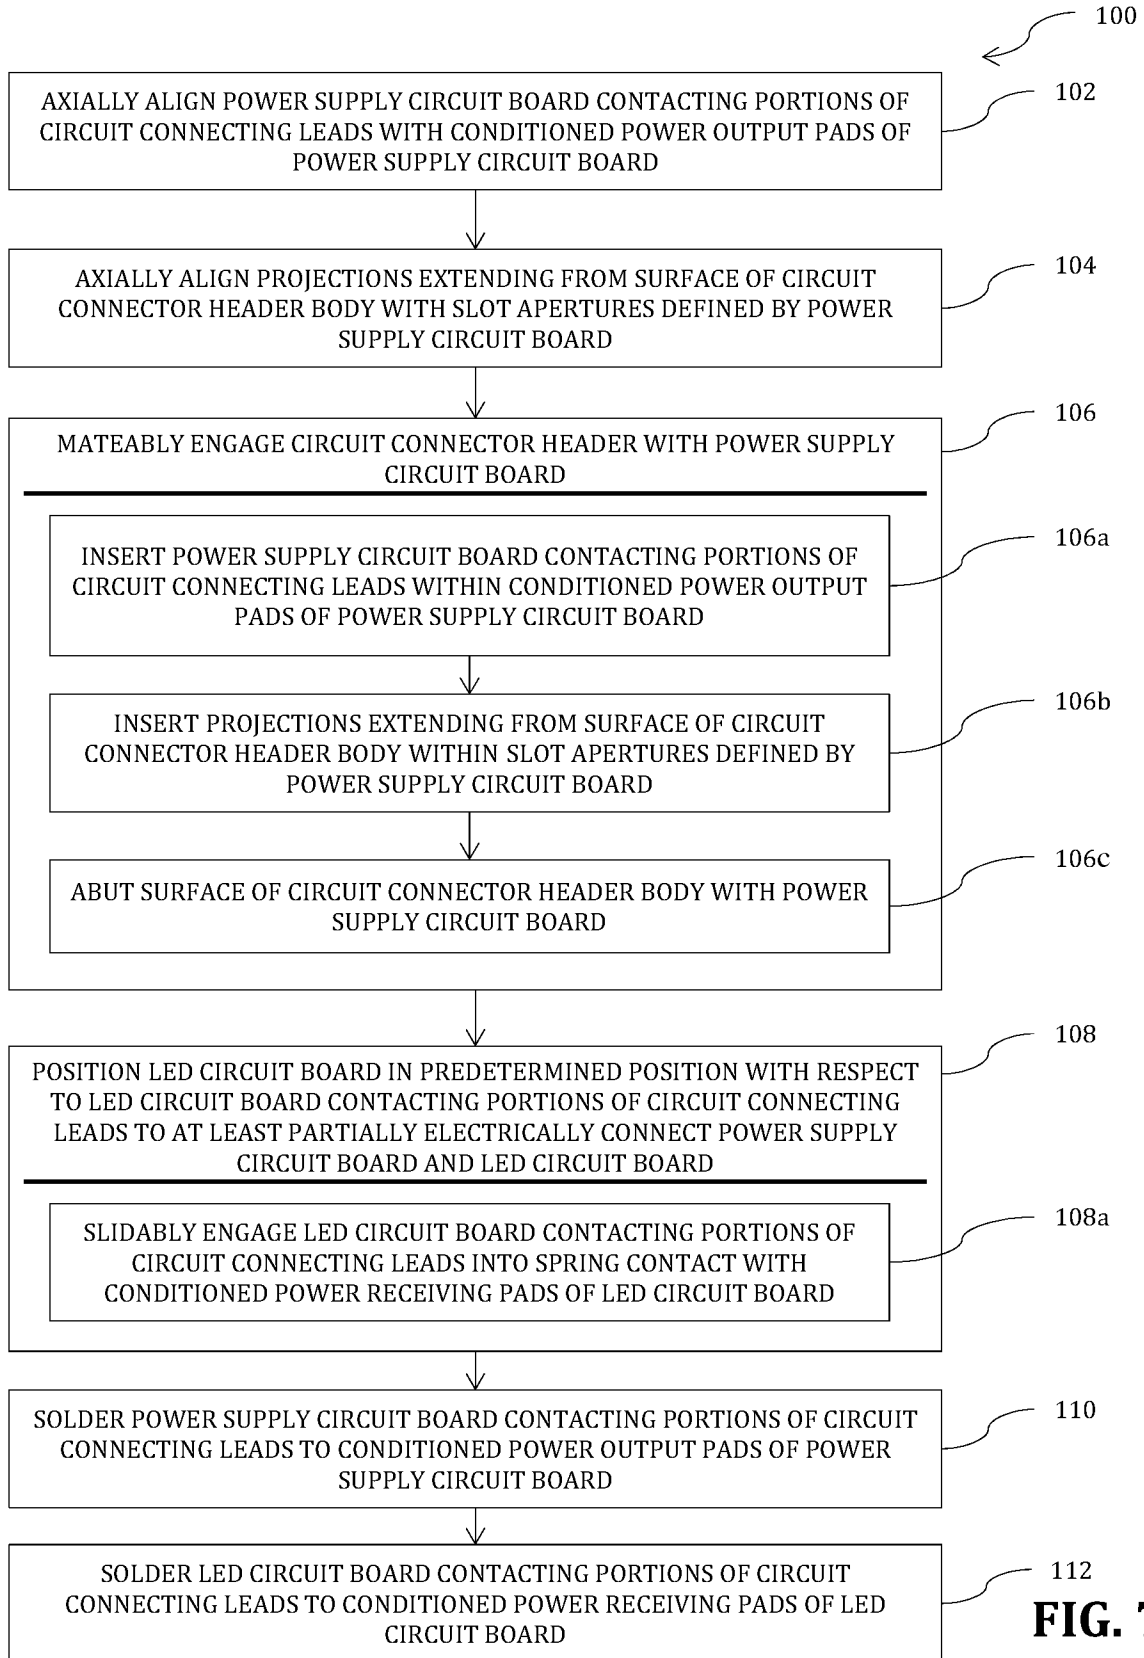 100
AXIALLY ALIGN POWER SUPPLY CIRCUIT BOARD CONTACTING PORTIONS OF
CIRCUIT CONNECTING LEADS WITH CONDITIONED POWER OUTPUT PADS OF
POWER SUPPLY CIRCUIT BOARD
102
AXIALLY ALIGN PROJECTIONS EXTENDING FROM SURFACE OF CIRCUIT
CONNECTOR HEADER BODY WITH SLOT APERTURES DEFINED BY POWER
SUPPLY CIRCUIT BOARD
104
MATEABLY ENGAGE CIRCUIT CONNECTOR HEADER WITH POWER SUPPLY
CIRCUIT BOARD
106
INSERT POWER SUPPLY CIRCUIT BOARD CONTACTING PORTIONS OF
CIRCUIT CONNECTING LEADS WITHIN CONDITIONED POWER OUTPUT
PADS OF POWER SUPPLY CIRCUIT BOARD
106a
INSERT PROJECTIONS EXTENDING FROM SURFACE OF CIRCUIT
CONNECTOR HEADER BODY WITHIN SLOT APERTURES DEFINED BY
POWER SUPPLY CIRCUIT BOARD
106b
ABUT SURFACE OF CIRCUIT CONNECTOR HEADER BODY WITH POWER
SUPPLY CIRCUIT BOARD
106c
POSITION LED CIRCUIT BOARD IN PREDETERMINED POSITION WITH RESPECT
TO LED CIRCUIT BOARD CONTACTING PORTIONS OF CIRCUIT CONNECTING
LEADS TO AT LEAST PARTIALLY ELECTRICALLY CONNECT POWER SUPPLY
CIRCUIT BOARD AND LED CIRCUIT BOARD
108
SLIDABLY ENGAGE LED CIRCUIT BOARD CONTACTING PORTIONS OF
CIRCUIT CONNECTING LEADS INTO SPRING CONTACT WITH
CONDITIONED POWER RECEIVING PADS OF LED CIRCUIT BOARD
108a
SOLDER POWER SUPPLY CIRCUIT BOARD CONTACTING PORTIONS OF CIRCUIT
CONNECTING LEADS TO CONDITIONED POWER OUTPUT PADS OF POWER
SUPPLY CIRCUIT BOARD
110
SOLDER LED CIRCUIT BOARD CONTACTING PORTIONS OF CIRCUIT
CONNECTING LEADS TO CONDITIONED POWER RECEIVING PADS OF LED
CIRCUIT BOARD
112
FIG.